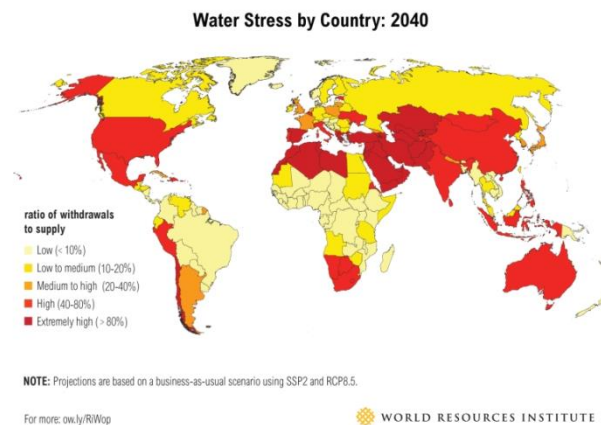 Water Stress by Country: 2040
ratio of withdrawals
to supply
Low (< 10%)
Low to medium (10-20%)
Medium to high (20-40%)
High (40-80%)
Extremely high (> 80%)
NOTE: Projections are based on a business-as-usual scenario using SSP2 and RCP8.5.
For more: ow.ly/RiWop
WORLD RESOURCES INSTITUTE